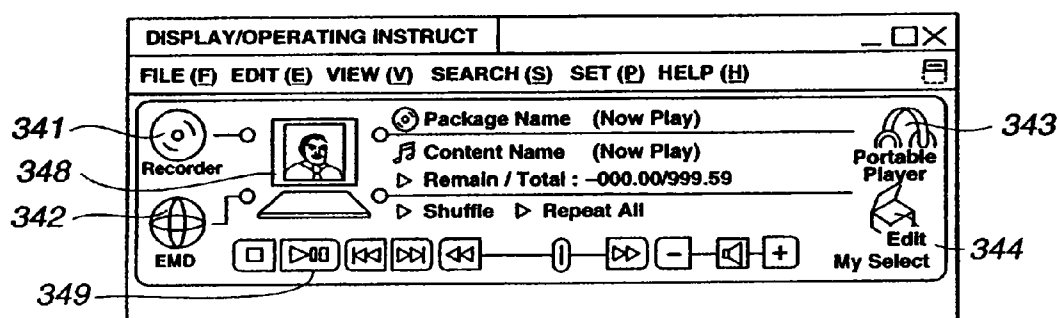 DISPLAY/OPERATING INSTRUCT
FILE (F) EDIT (E) VIEW (V) SEARCH (S) SET (P) HELP (H)
341
Recorder
348
342
EMD
349
Package Name (Now Play)
Content Name (Now Play)
Remain / Total : –000.00/999.59
Shuffle Repeat All
343
Portable
Player
Edit
My Select
344